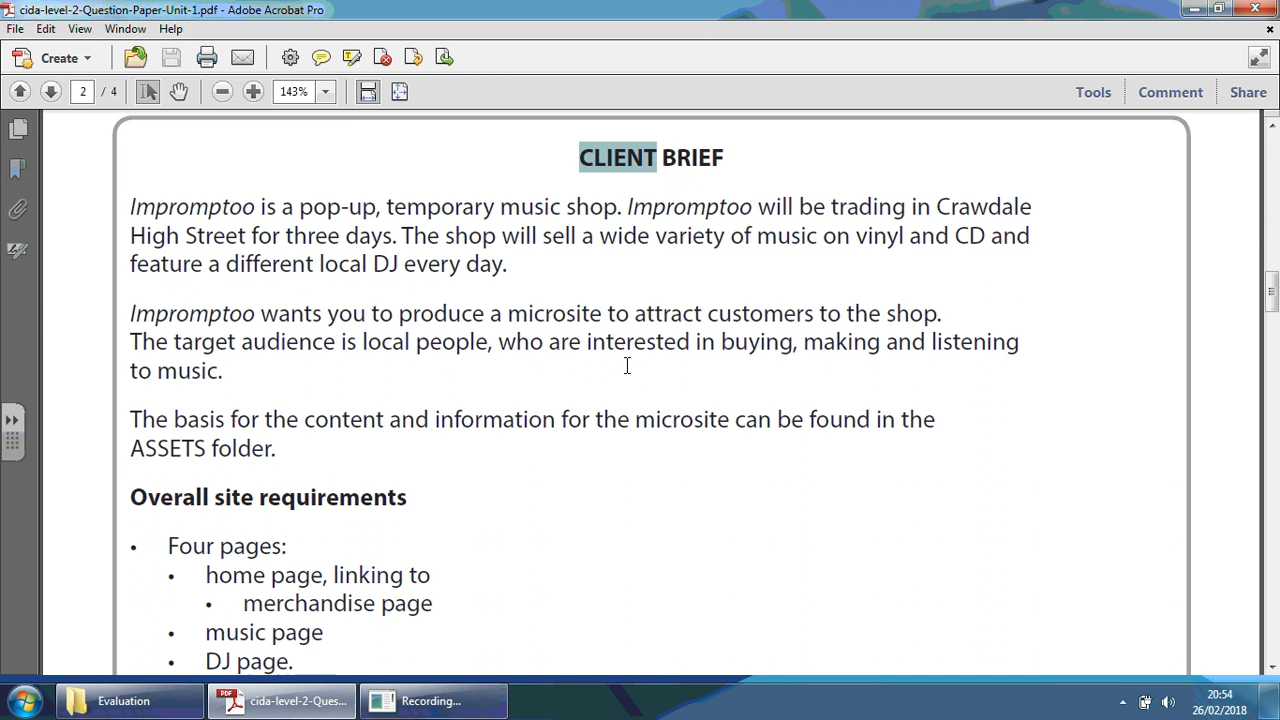 cida-level-2-Question-Paper-Unit-1.pdf - Adobe Acrobat Pro
File Edit View Window Help
Create
2 / 4 143% Tools Comment Share
CLIENT BRIEF
Impromptoo is a pop-up, temporary music shop. Impromptoo will be trading in Crawdale
High Street for three days. The shop will sell a wide variety of music on vinyl and CD and
feature a different local DJ every day.
Impromptoo wants you to produce a microsite to attract customers to the shop.
The target audience is local people, who are interested in buying, making and listening
to music.
The basis for the content and information for the microsite can be found in the
ASSETS folder.
Overall site requirements
• Four pages:
• home page, linking to
• merchandise page
• music page
• DJ page.
Evaluation cida-level-2-Ques... Recording... 20:54
26/02/2018